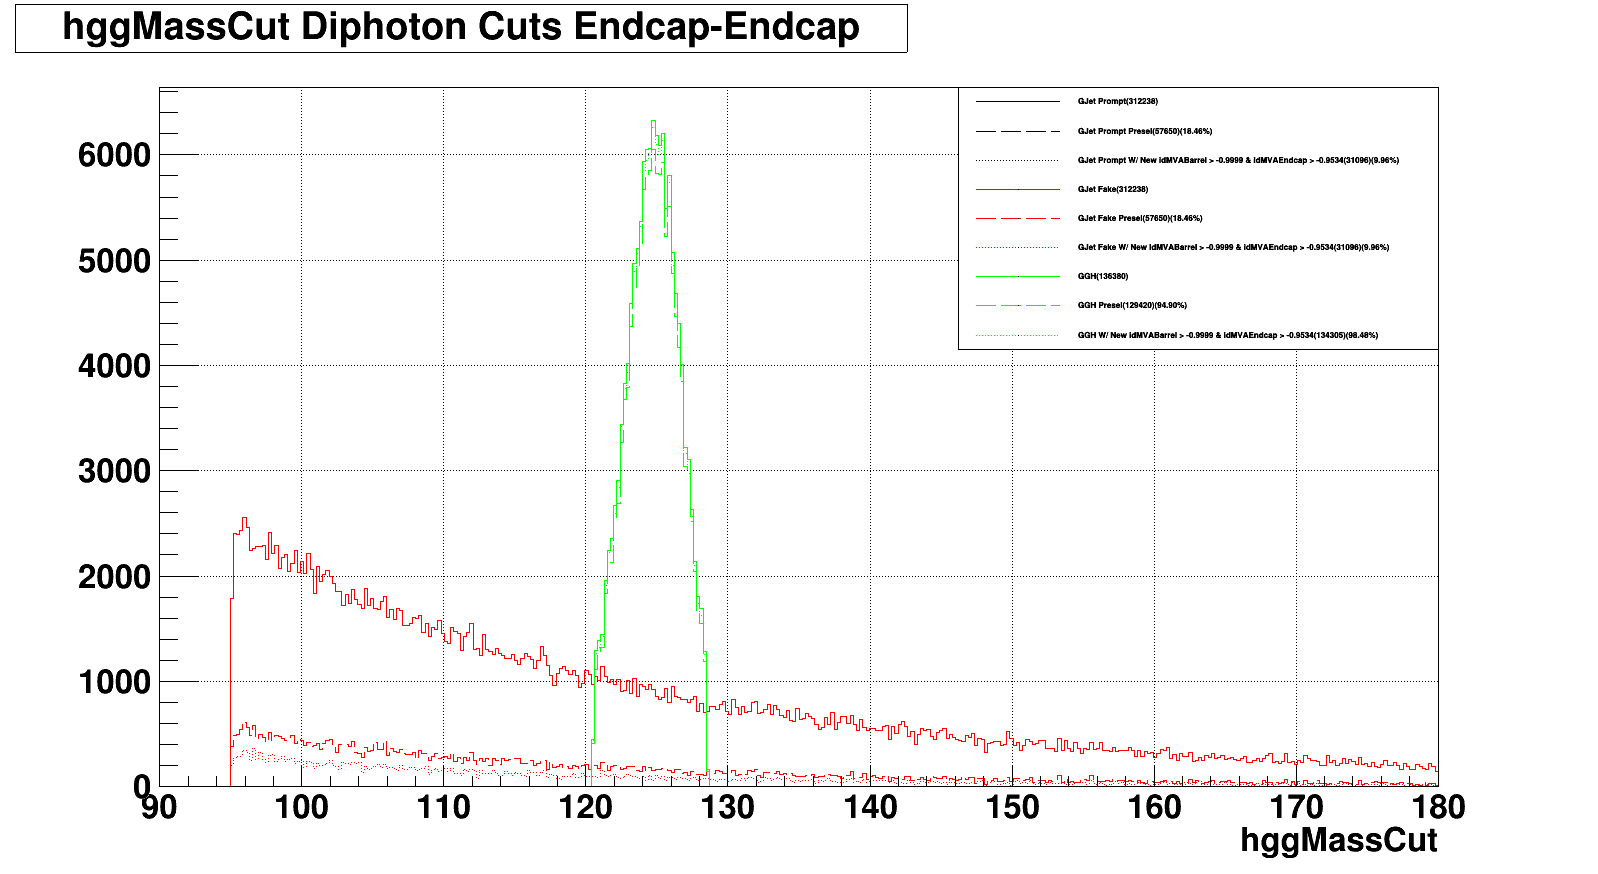 hggMassCut Diphoton Cuts Endcap-Endcap
GJet Prompt(312238)
GJet Prompt Presel(57650)(18.46%)
GJet Prompt W/ New idMVABarrel > -0.9999 & idMVAEndcap > -0.9534(31096)(9.96%)
GJet Fake(312238)
GJet Fake Presel(57650)(18.46%)
GJet Fake W/ New idMVABarrel > -0.9999 & idMVAEndcap > -0.9534(31096)(9.96%)
GGH(136380)
GGH Presel(129420)(94.90%)
GGH W/ New idMVABarrel > -0.9999 & idMVAEndcap > -0.9534(134305)(98.48%)
6000
5000
4000
3000
2000
1000
0
90 100 110 120 130 140 150 160 170 180
hggMassCut